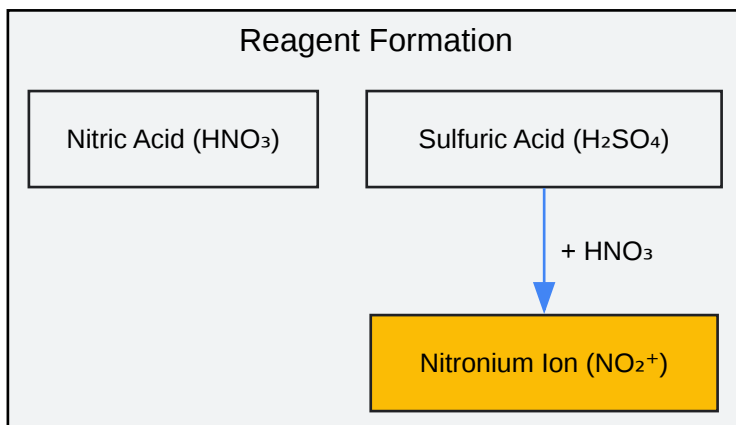 Reagent Formation
Nitric Acid (HNO₃)
Sulfuric Acid (H₂SO₄)
+ HNO₃
Nitronium Ion (NO₂⁺)